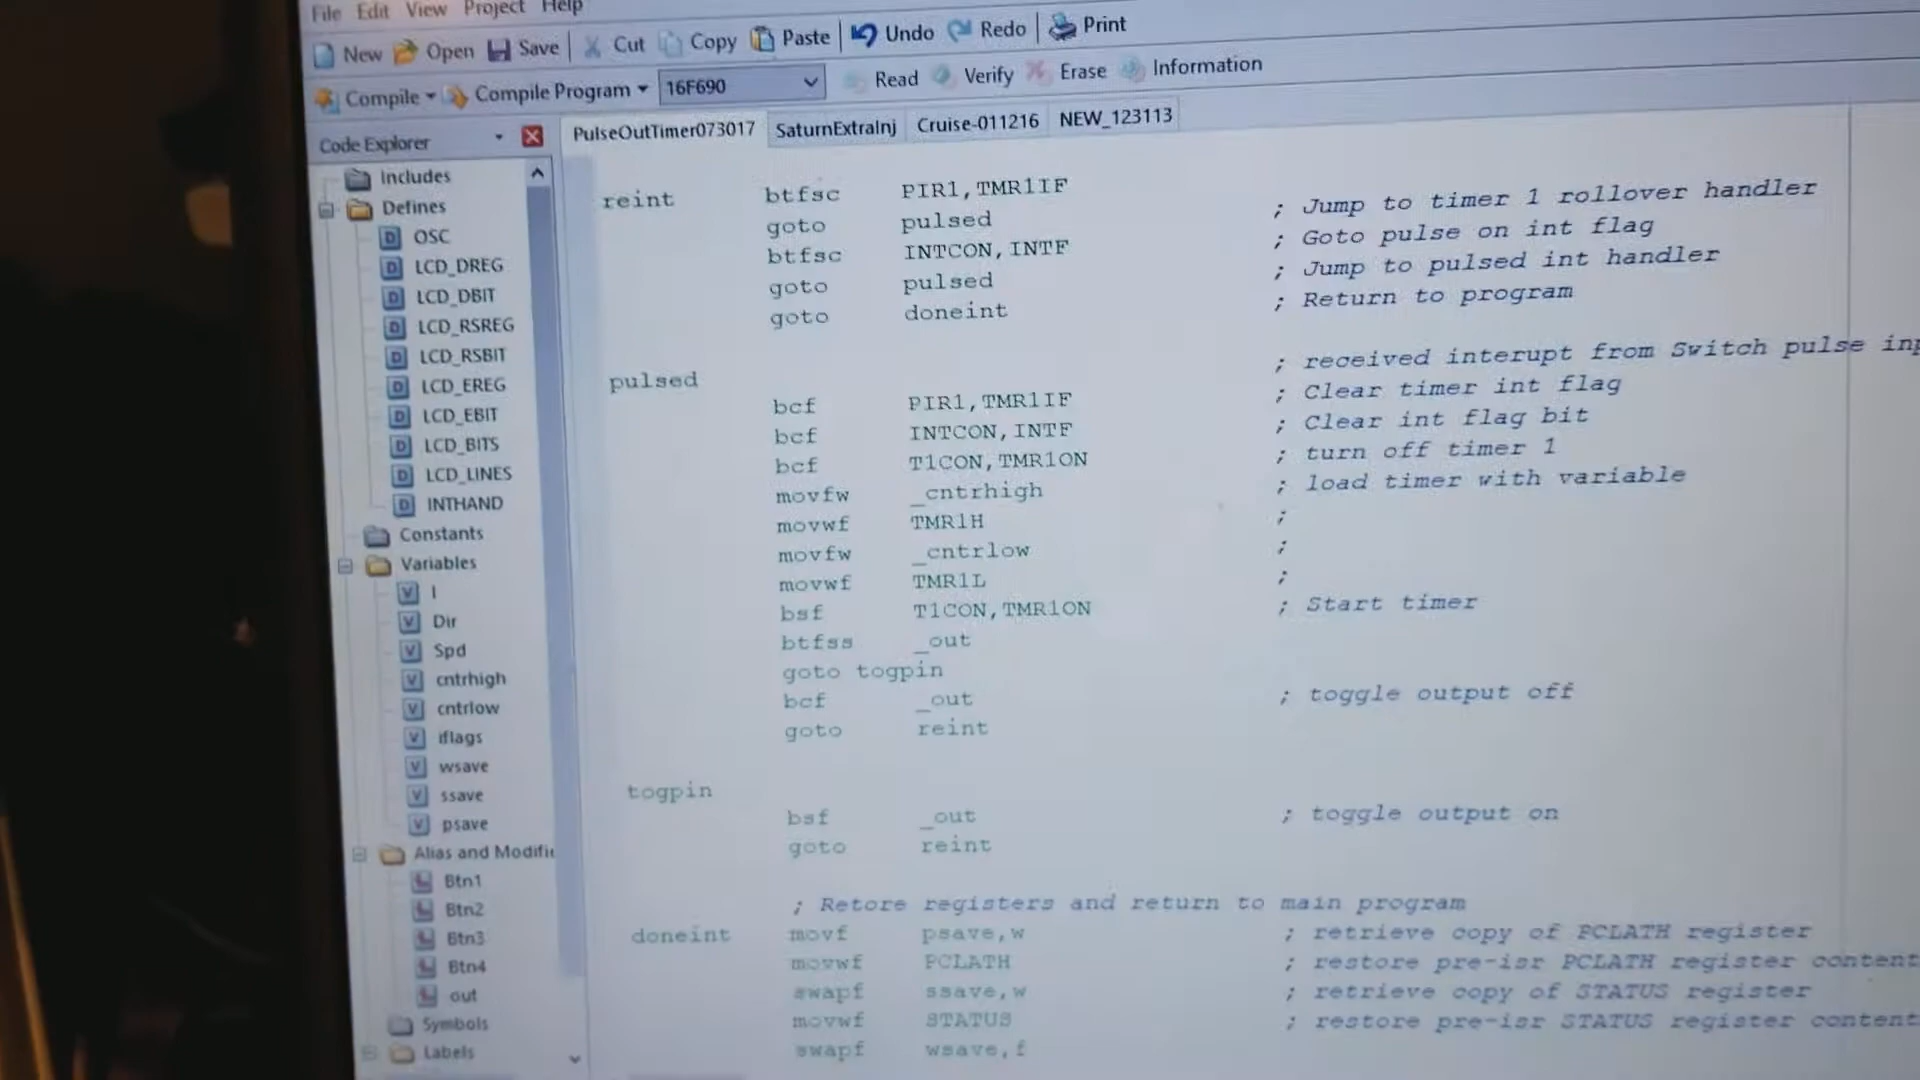 File Edit View Project Help
New Open Save Cut Copy Paste Undo Redo Print
Compile Compile Program 16F690 Read Verify Erase Information
Code Explorer
PulseOutTimer073017 SaturnExtraInj Cruise-011216 NEW_123113
Includes
Defines
OSC
LCD_DREG
LCD_DBIT
LCD_RSREG
LCD_RSBIT
LCD_EREG
LCD_EBIT
LCD_BITS
LCD_LINES
INTHAND
Constants
Variables
I
Dir
Spd
cntrhigh
cntrlow
iflags
wsave
ssave
psave
Alias and Modifie
Btn1
Btn2
Btn3
Btn4
out
Symbols
Labels
reint btfsc PIR1,TMR1IF ; Jump to timer 1 rollover handler
goto pulsed ; Goto pulse on int flag
btfsc INTCON,INTF ; Jump to pulsed int handler
goto pulsed ; Return to program
goto doneint
pulsed ; received interupt from Switch pulse inp
bcf PIR1,TMR1IF ; Clear timer int flag
bcf INTCON,INTF ; Clear int flag bit
bcf T1CON,TMR1ON ; turn off timer 1
movfw _cntrhigh ; load timer with variable
movwf TMR1H ;
movfw _cntrlow ;
movwf TMR1L ;
bsf T1CON,TMR1ON ; Start timer
btfss _out
goto togpin
bcf _out ; toggle output off
goto reint
togpin
bsf _out ; toggle output on
goto reint
; Retore registers and return to main program
doneint movf psave,w ; retrieve copy of PCLATH register
movwf PCLATH ; restore pre-isr PCLATH register content
swapf ssave,w ; retrieve copy of STATUS register
movwf STATUS ; restore pre-isr STATUS register content
swapf wsave,f